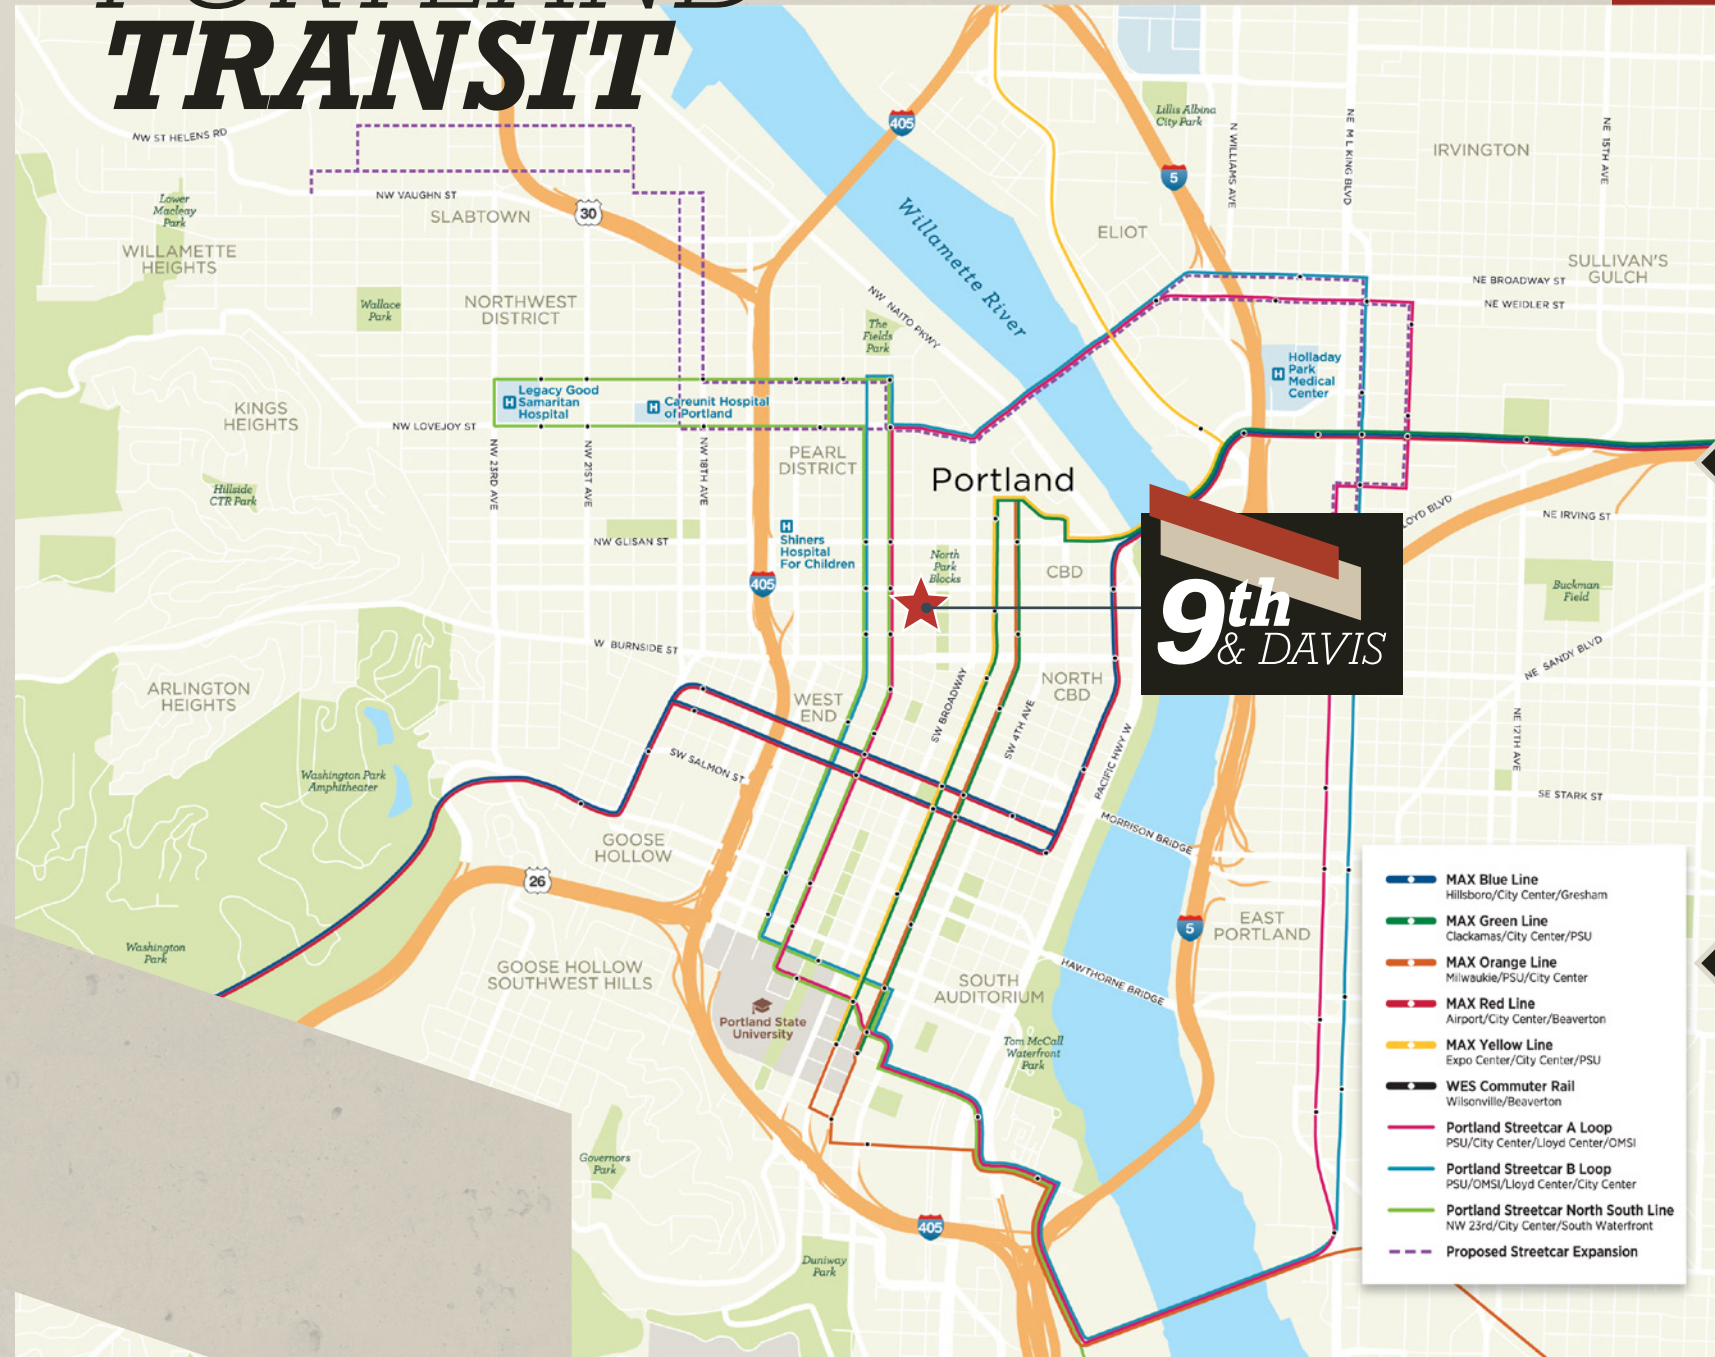 PORTLAND
TRANSIT
NW ST HELENS RD
405
Lillis Albina
City Park
5
N WILLIAMS AVE
NE M L KING BLVD
IRVINGTON
NE 15TH AVE
Lower
Macleay
Park
NW VAUGHN ST
SLABTOWN
30
Willamette River
ELIOT
WILLAMETTE
HEIGHTS
SULLIVAN'S
GULCH
NE BROADWAY ST
NE WEIDLER ST
Wallace
Park
NORTHWEST
DISTRICT
NW NAITO PKWY
The
Fields
Park
H
Holladay
Park
Medical
Center
KINGS
HEIGHTS
H
Legacy Good
Samaritan
Hospital
H
Careunit Hospital
of Portland
NW LOVEJOY ST
NW 23RD AVE
NW 21ST AVE
NW 18TH AVE
PEARL
DISTRICT
Portland
Hillside
CTR Park
H
Shiners
Hospital
For Children
NW GLISAN ST
North
Park
Blocks
CBD
LOYD BLVD
NE IRVING ST
405
9th
& DAVIS
Buckman
Field
W BURNSIDE ST
NE SANDY BLVD
ARLINGTON
HEIGHTS
WEST
END
SW BROADWAY
SW 4TH AVE
NORTH
CBD
PACIFIC HWY W
NE 12TH AVE
SW SALMON ST
Washington Park
Amphitheater
SE STARK ST
MORRISON BRIDGE
GOOSE
HOLLOW
26
5
EAST
PORTLAND
Washington
Park
GOOSE HOLLOW
SOUTHWEST HILLS
SOUTH
AUDITORIUM
HAWTHORNE BRIDGE
Portland State
University
Tom McCall
Waterfront
Park
Governors
Park
405
Duniway
Park
MAX Blue Line
Hillsboro/City Center/Gresham
MAX Green Line
Clackamas/City Center/PSU
MAX Orange Line
Milwaukie/PSU/City Center
MAX Red Line
Airport/City Center/Beaverton
MAX Yellow Line
Expo Center/City Center/PSU
WES Commuter Rail
Wilsonville/Beaverton
Portland Streetcar A Loop
PSU/City Center/Lloyd Center/OMSI
Portland Streetcar B Loop
PSU/OMSI/Lloyd Center/City Center
Portland Streetcar North South Line
NW 23rd/City Center/South Waterfront
Proposed Streetcar Expansion